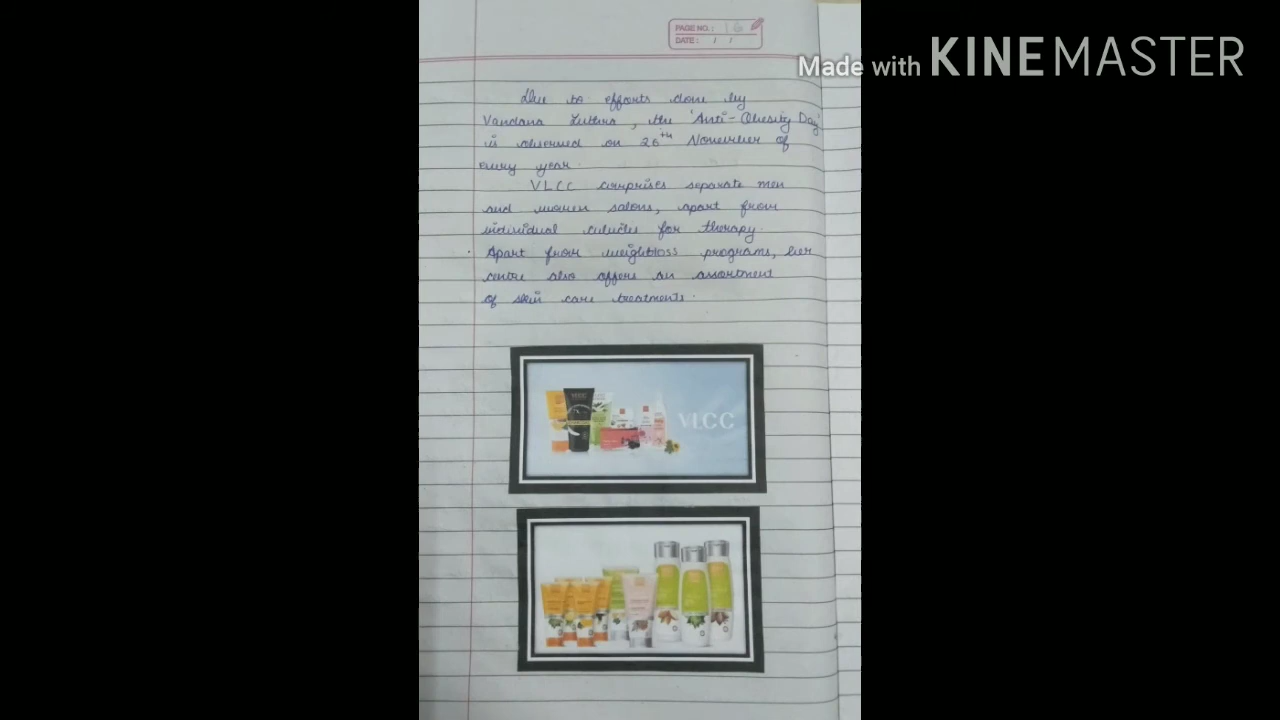 PAGE NO.: 16
DATE: / /
Made with KINEMASTER
Due to efforts done by
Vandana Luthra, the 'Anti-Obesity Day'
is observed on 26th November of
every year.
VLCC comprises separate men
and women salons, apart from
individual cubicles for therapy.
Apart from weightloss programs, her
centre also offers an assortment
of skin care treatments.
VLCC